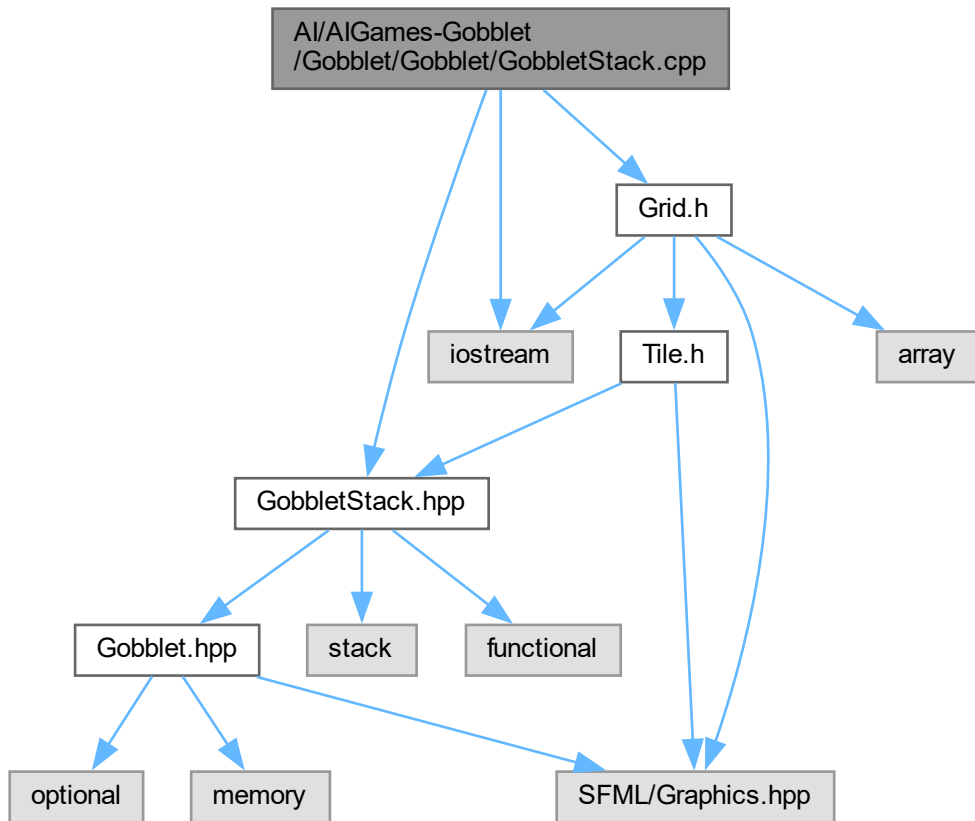 AI/AIGames-Gobblet
/Gobblet/Gobblet/GobbletStack.cpp
Grid.h
iostream
Tile.h
array
GobbletStack.hpp
Gobblet.hpp
stack
functional
optional
memory
SFML/Graphics.hpp